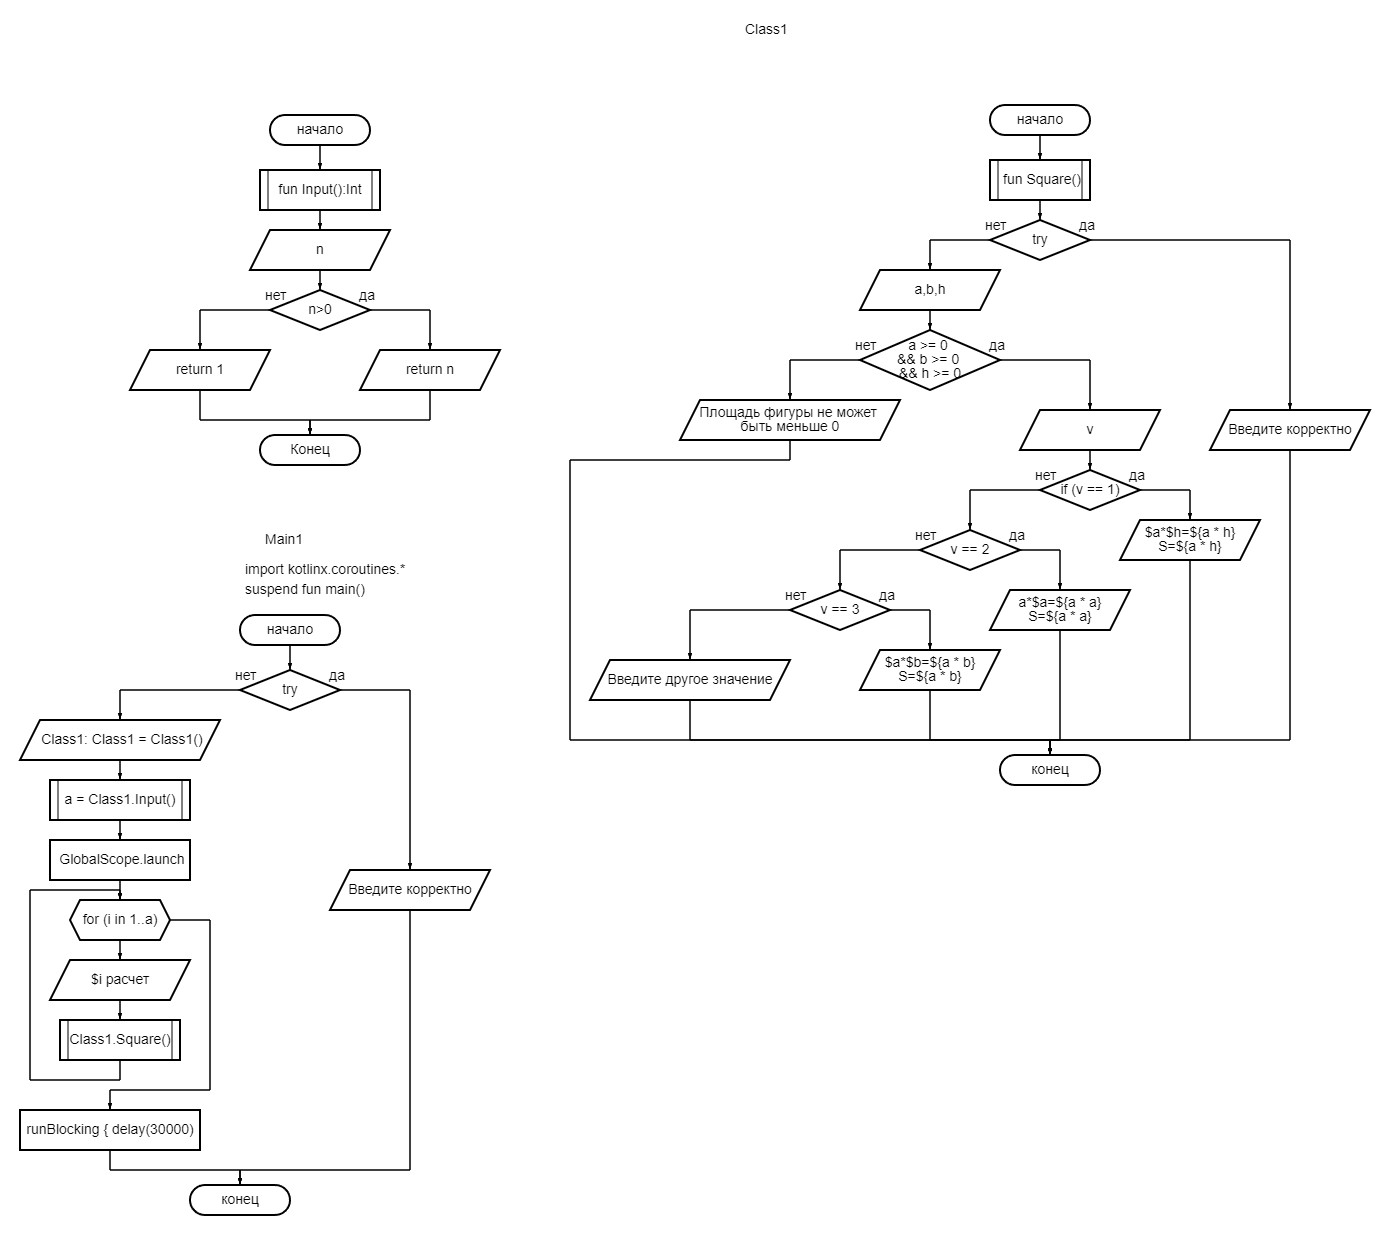 Class1
начало
fun Input():Int
n
нет
да
n>0
return 1
return n
Конец
начало
fun Square()
нет
да
try
a,b,h
нет
да
a >= 0
&& b >= 0
&& h >= 0
Площадь фигуры не может
быть меньше 0
v
Введите корректно
нет
да
if (v == 1)
$a*$h=${a * h}
S=${a * h}
нет
да
v == 2
a*$a=${a * a}
S=${a * a}
нет
да
v == 3
Введите другое значение
$a*$b=${a * b}
S=${a * b}
конец
Main1
import kotlinx.coroutines.*
suspend fun main()
начало
нет
да
try
Class1: Class1 = Class1()
a = Class1.Input()
GlobalScope.launch
Введите корректно
for (i in 1..a)
$i расчет
Class1.Square()
runBlocking { delay(30000)
конец